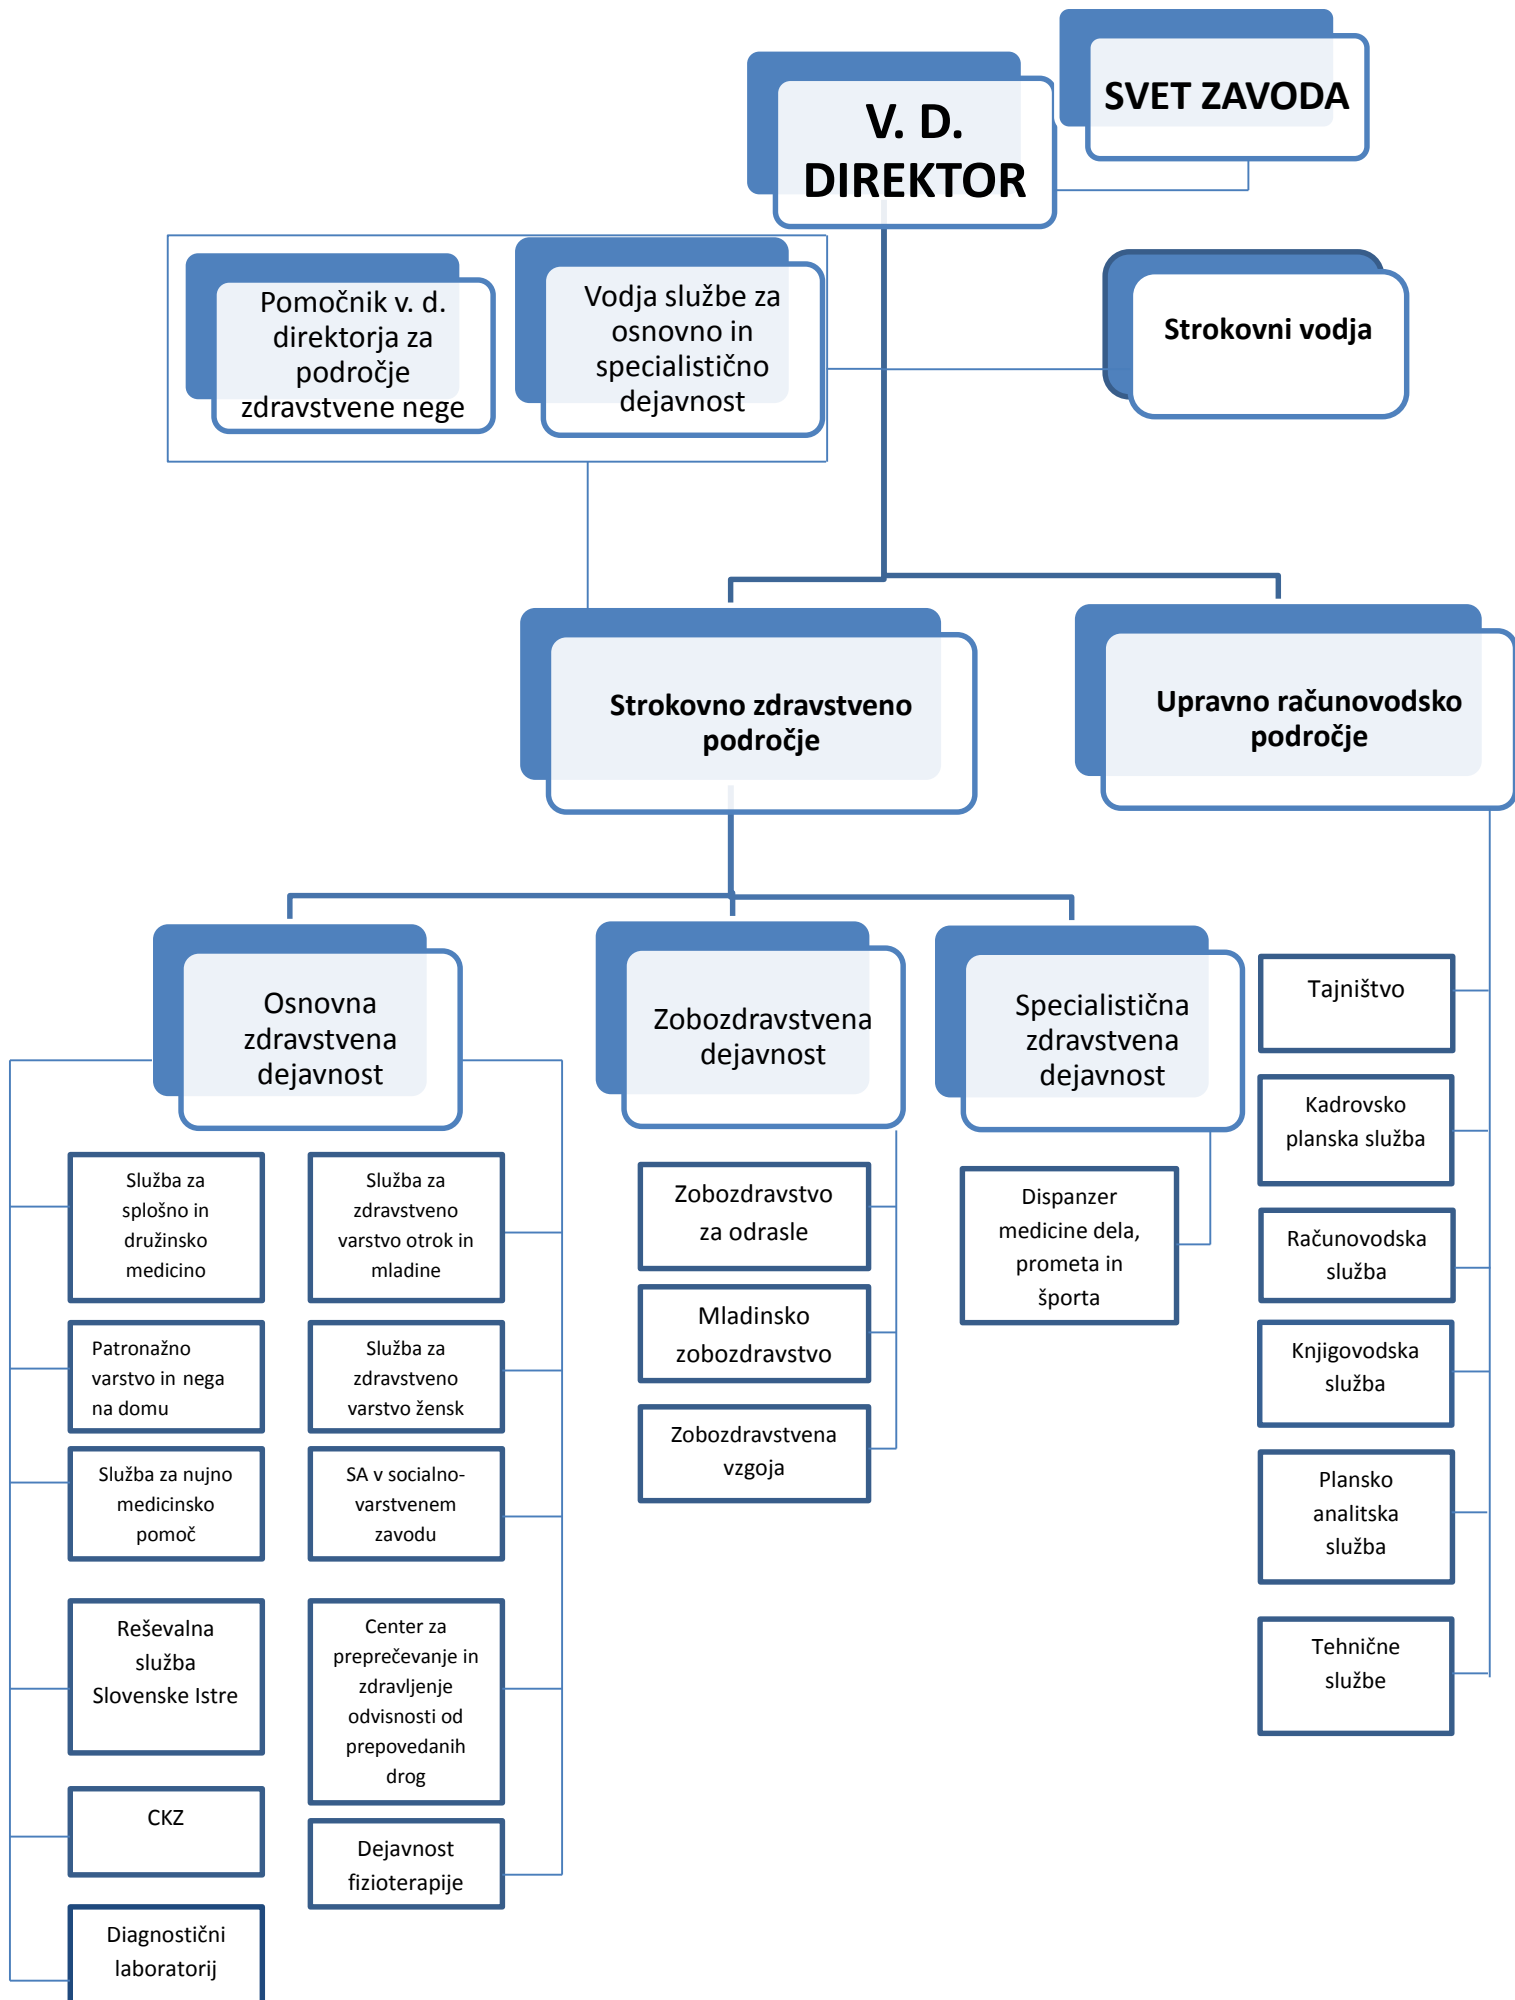 SVET ZAVODA
V. D.
DIREKTOR
Pomočnik v. d.
direktorja za
področje
zdravstvene nege
Vodja službe za
osnovno in
specialistično
dejavnost
Strokovni vodja
Strokovno zdravstveno
področje
Upravno računovodsko
področje
Osnovna
zdravstvena
dejavnost
Zobozdravstvena
dejavnost
Specialistična
zdravstvena
dejavnost
Služba za
splošno in
družinsko
medicino
Patronažno
varstvo in nega
na domu
Služba za nujno
medicinsko
pomoč
Reševalna
služba
Slovenske Istre
CKZ
Diagnostični
laboratorij
Služba za
zdravstveno
varstvo otrok in
mladine
Služba za
zdravstveno
varstvo žensk
SA v socialno-
varstvenem
zavodu
Center za
preprečevanje in
zdravljenje
odvisnosti od
prepovedanih
drog
Dejavnost
fizioterapije
Zobozdravstvo
za odrasle
Mladinsko
zobozdravstvo
Zobozdravstvena
vzgoja
Dispanzer
medicine dela,
prometa in
športa
Tajništvo
Kadrovsko
planska služba
Računovodska
služba
Knjigovodska
služba
Plansko
analitska
služba
Tehnične
službe